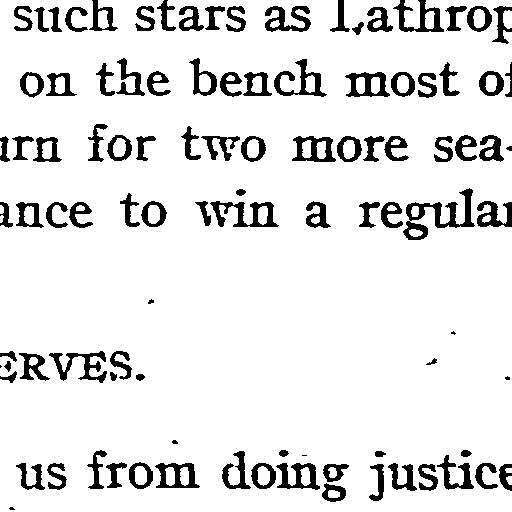 such stars as Lathrop
on the bench most of
urn for two more sea-
ance to win a regular
ERVES.
us from doing justice